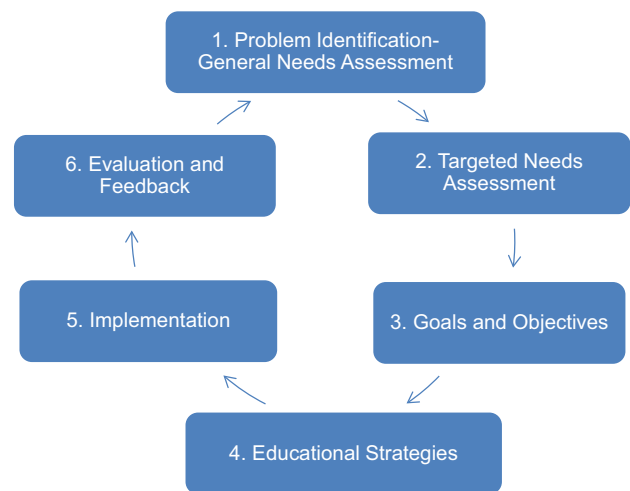 1. Problem Identification-
General Needs Assessment
2. Targeted Needs
Assessment
3. Goals and Objectives
4. Educational Strategies
5. Implementation
6. Evaluation and
Feedback